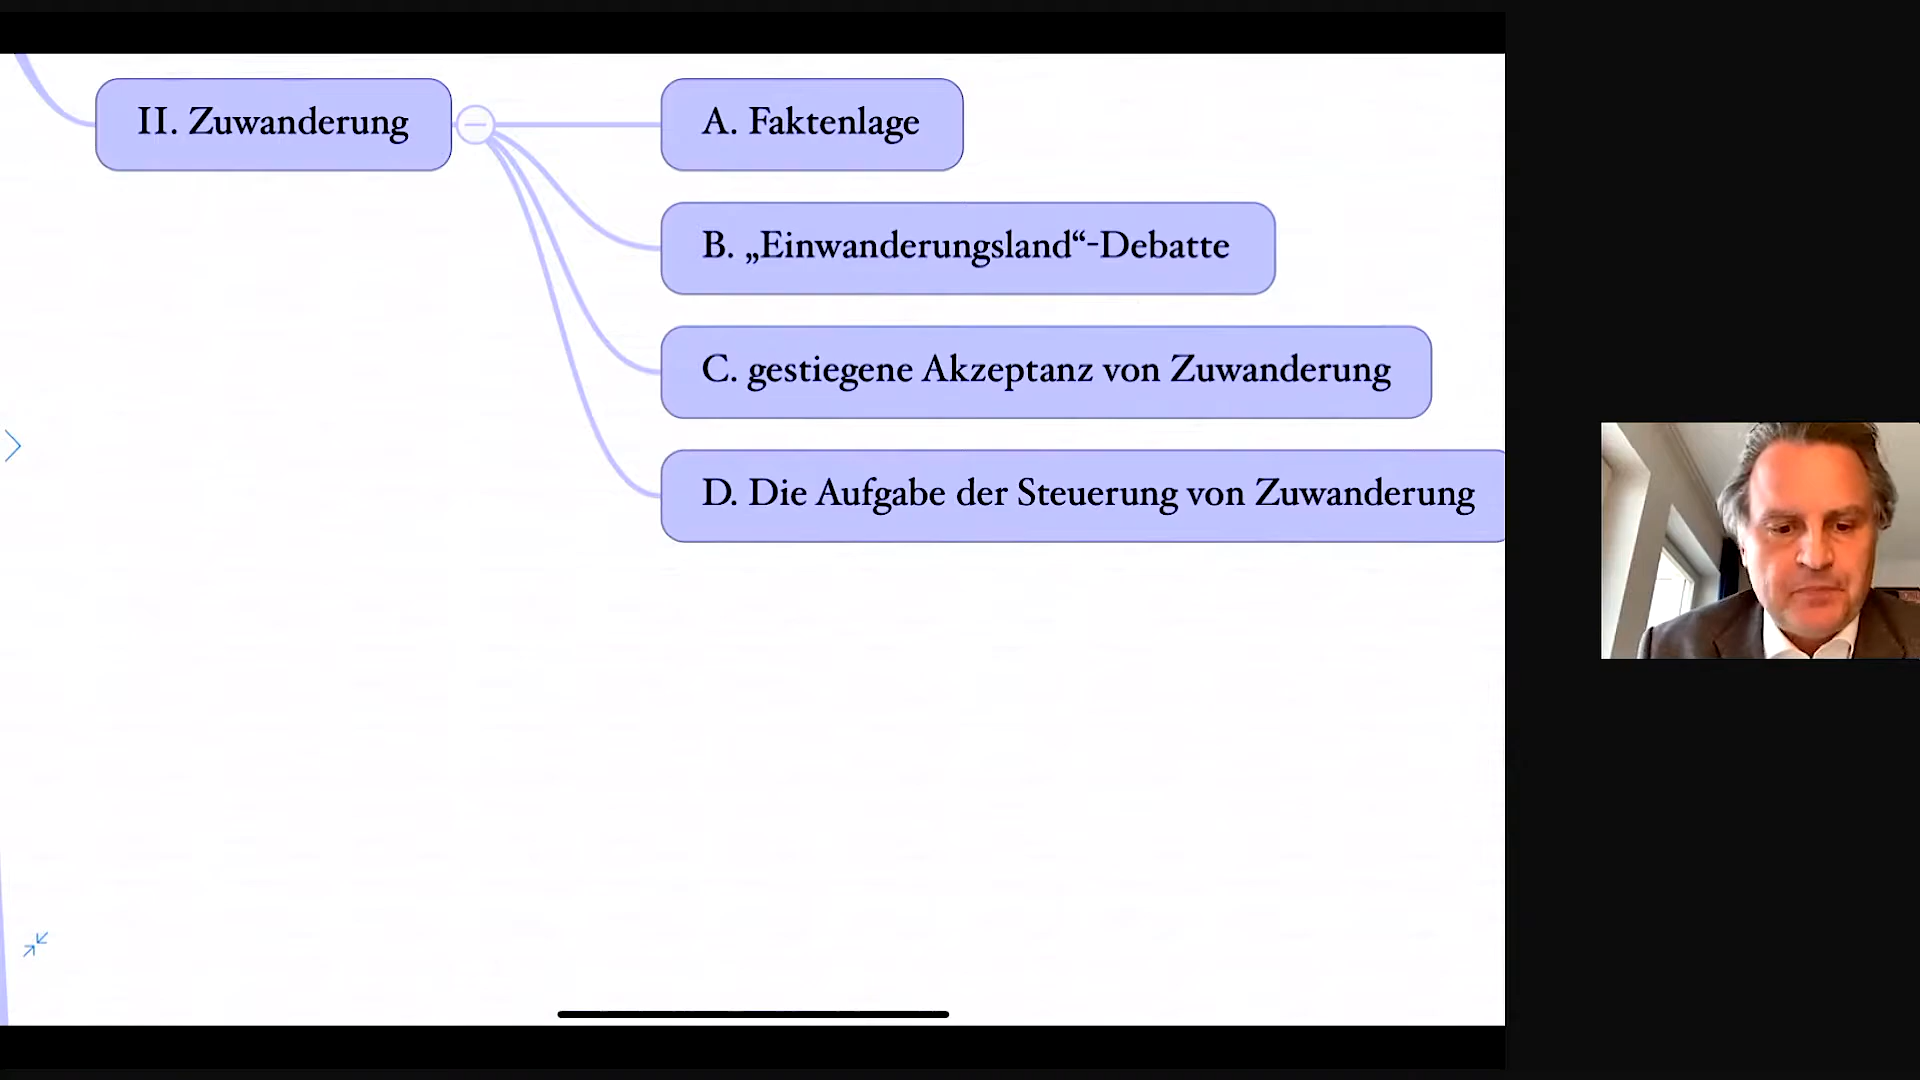 II. Zuwanderung
A. Faktenlage
B. „Einwanderungsland“-Debatte
C. gestiegene Akzeptanz von Zuwanderung
D. Die Aufgabe der Steuerung von Zuwanderung